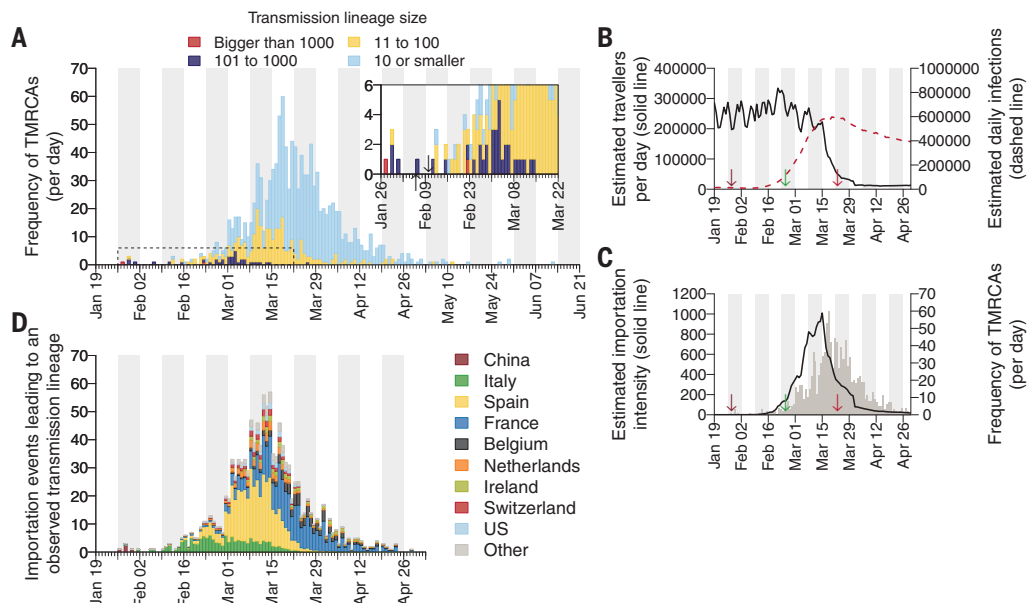 Transmission lineage size
A
Bigger than 1000
11 to 100
101 to 1000
10 or smaller
Frequency of TMRCAs
(per day)
70
60
50
40
30
20
10
0
6
4
2
0
Jan 26
Feb 09
Feb 23
Mar 08
Mar 22
Jan 19
Feb 02
Feb 16
Mar 01
Mar 15
Mar 29
Apr 12
Apr 26
May 10
May 24
Jun 07
Jun 21
B
Estimated travellers
per day (solid line)
400000
300000
200000
100000
0
1000000
800000
600000
400000
200000
0
Estimated daily infections
(dashed line)
Jan 19
Feb 02
Feb 16
Mar 01
Mar 15
Mar 29
Apr 12
Apr 26
C
Estimated importation
intensity (solid line)
1200
1000
800
600
400
200
0
70
60
50
40
30
20
10
0
Frequency of TMRCAs
(per day)
Jan 19
Feb 02
Feb 16
Mar 01
Mar 15
Mar 29
Apr 12
Apr 26
D
Importation events leading to an
observed transmission lineage
70
60
50
40
30
20
10
0
Jan 19
Feb 02
Feb 16
Mar 01
Mar 15
Mar 29
Apr 12
Apr 26
China
Italy
Spain
France
Belgium
Netherlands
Ireland
Switzerland
US
Other